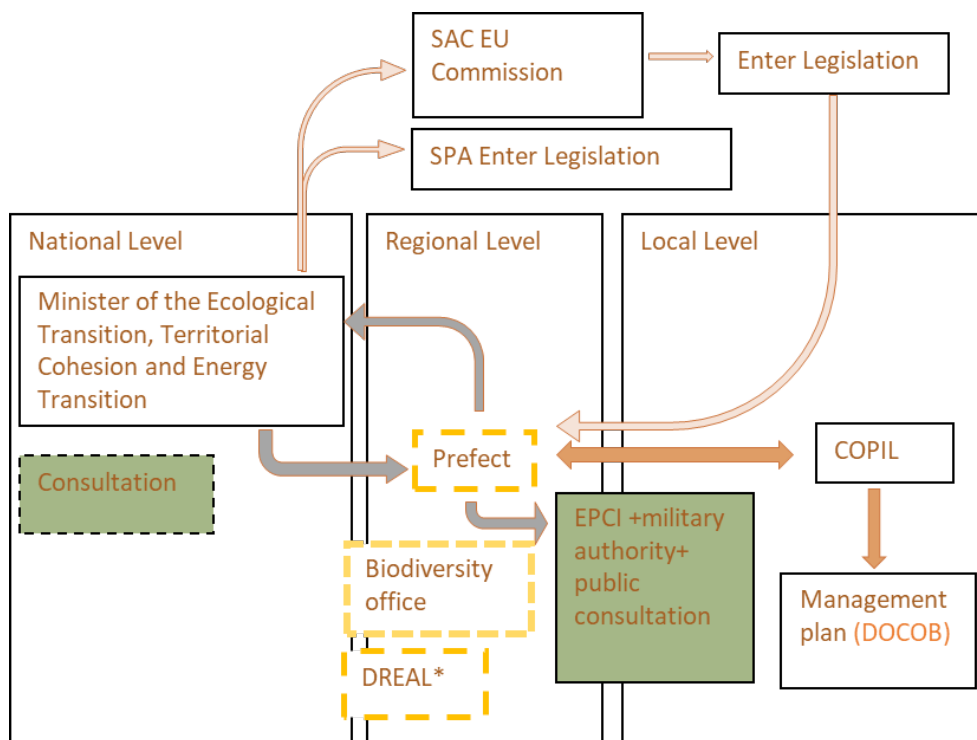 SAC EU
Commission
Enter Legislation
SPA Enter Legislation
National Level
Regional Level
Local Level
Minister of the Ecological
Transition, Territorial
Cohesion and Energy
Transition
Prefect
COPIL
Consultation
EPCI +military
authority+
public
consultation
Biodiversity
office
Management
plan (DOCOB)
DREAL*